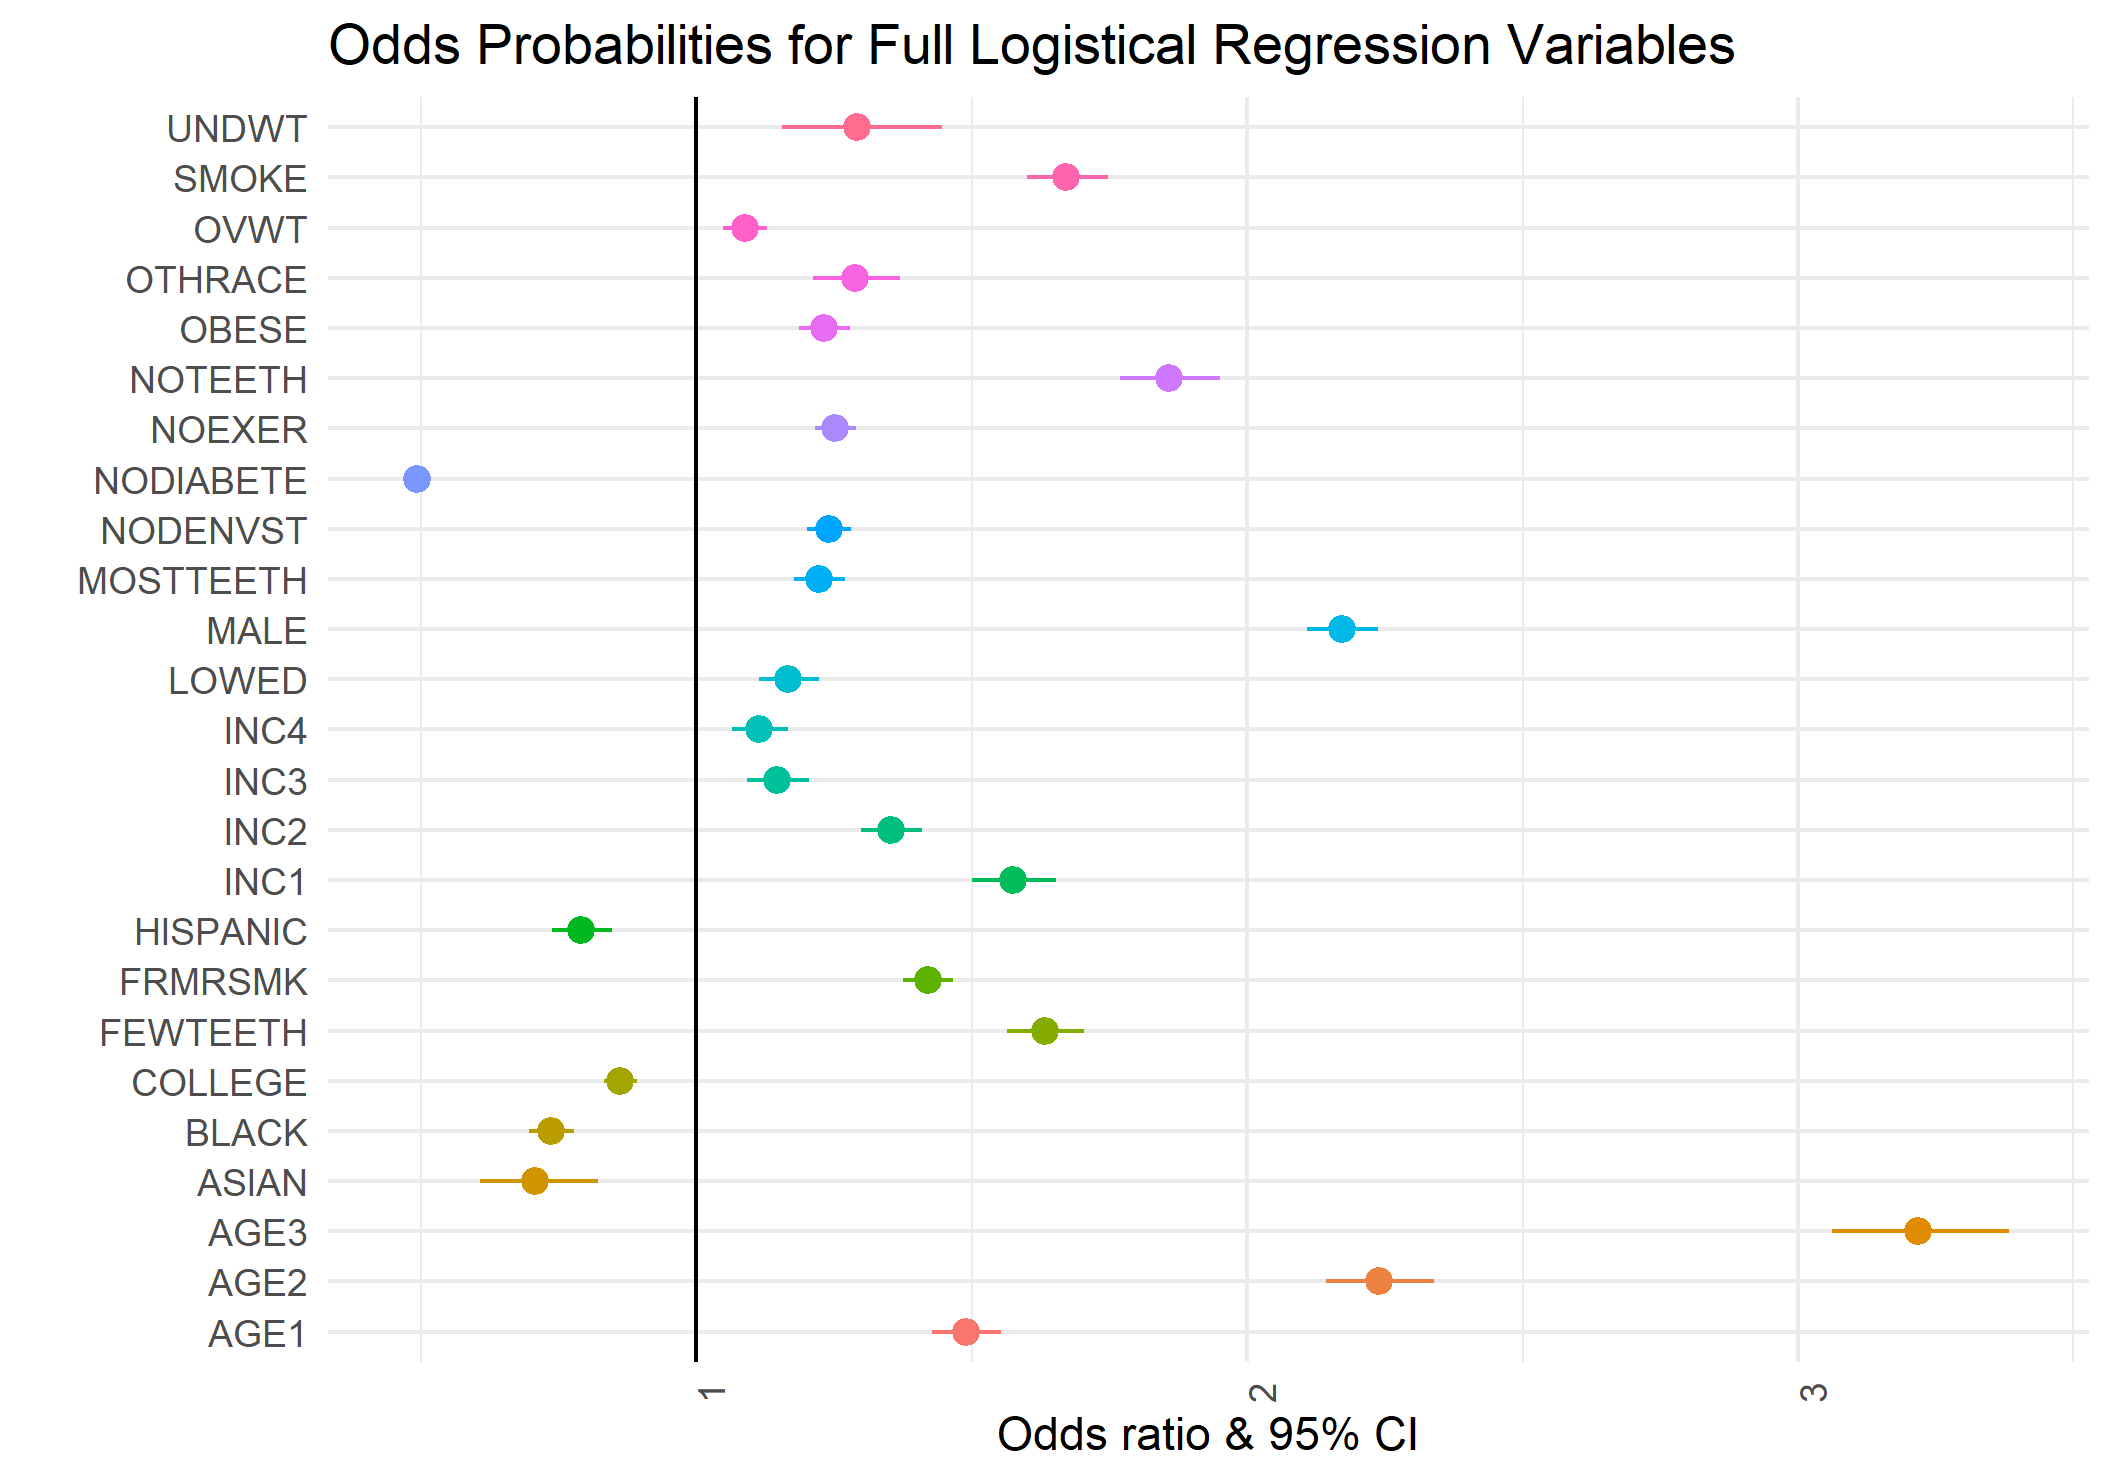 Odds Probabilities for Full Logistical Regression Variables
UNDWT
SMOKE
OVWT
OTHRACE
OBESE
NOTEETH
NOEXER
NODIABETE
NODENVST
MOSTTEETH
MALE
LOWED
INC4
INC3
INC2
INC1
HISPANIC
FRMRSMK
FEWTEETH
COLLEGE
BLACK
ASIAN
AGE3
AGE2
AGE1
1
2
3
Odds ratio & 95% CI